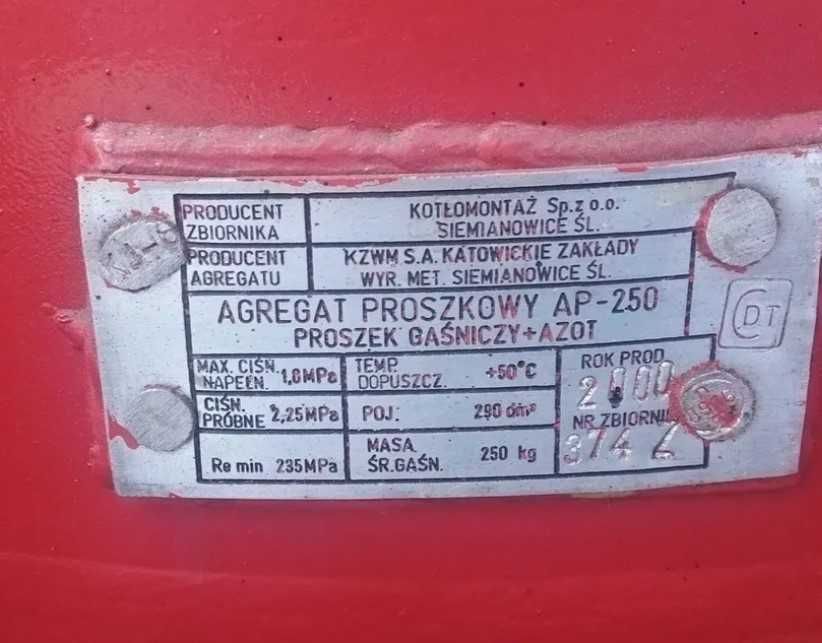 PRODUCENT
ZBIORNIKA
KOTŁOMONTAŻ Sp.z o.o.
SIEMIANOWICE ŚL.
PRODUCENT
AGREGATU
KZWM S.A. KATOWICKIE ZAKŁADY
WYR. MET. SIEMIANOWICE ŚL.
AGREGAT PROSZKOWY AP-250
PROSZEK GAŚNICZY+AZOT
MAX. CIŚN.
NAPEŁN. 1,8MPa
TEMP.
DOPUSZCZ. +50°C
ROK PROD
2000
CIŚN.
PRÓBNE 2,25MPa
POJ: 290 dm³
NR ZBIORNI
374 Z
Re min 235MPa
MASA
ŚR.GAŚN. 250 kg
CDT